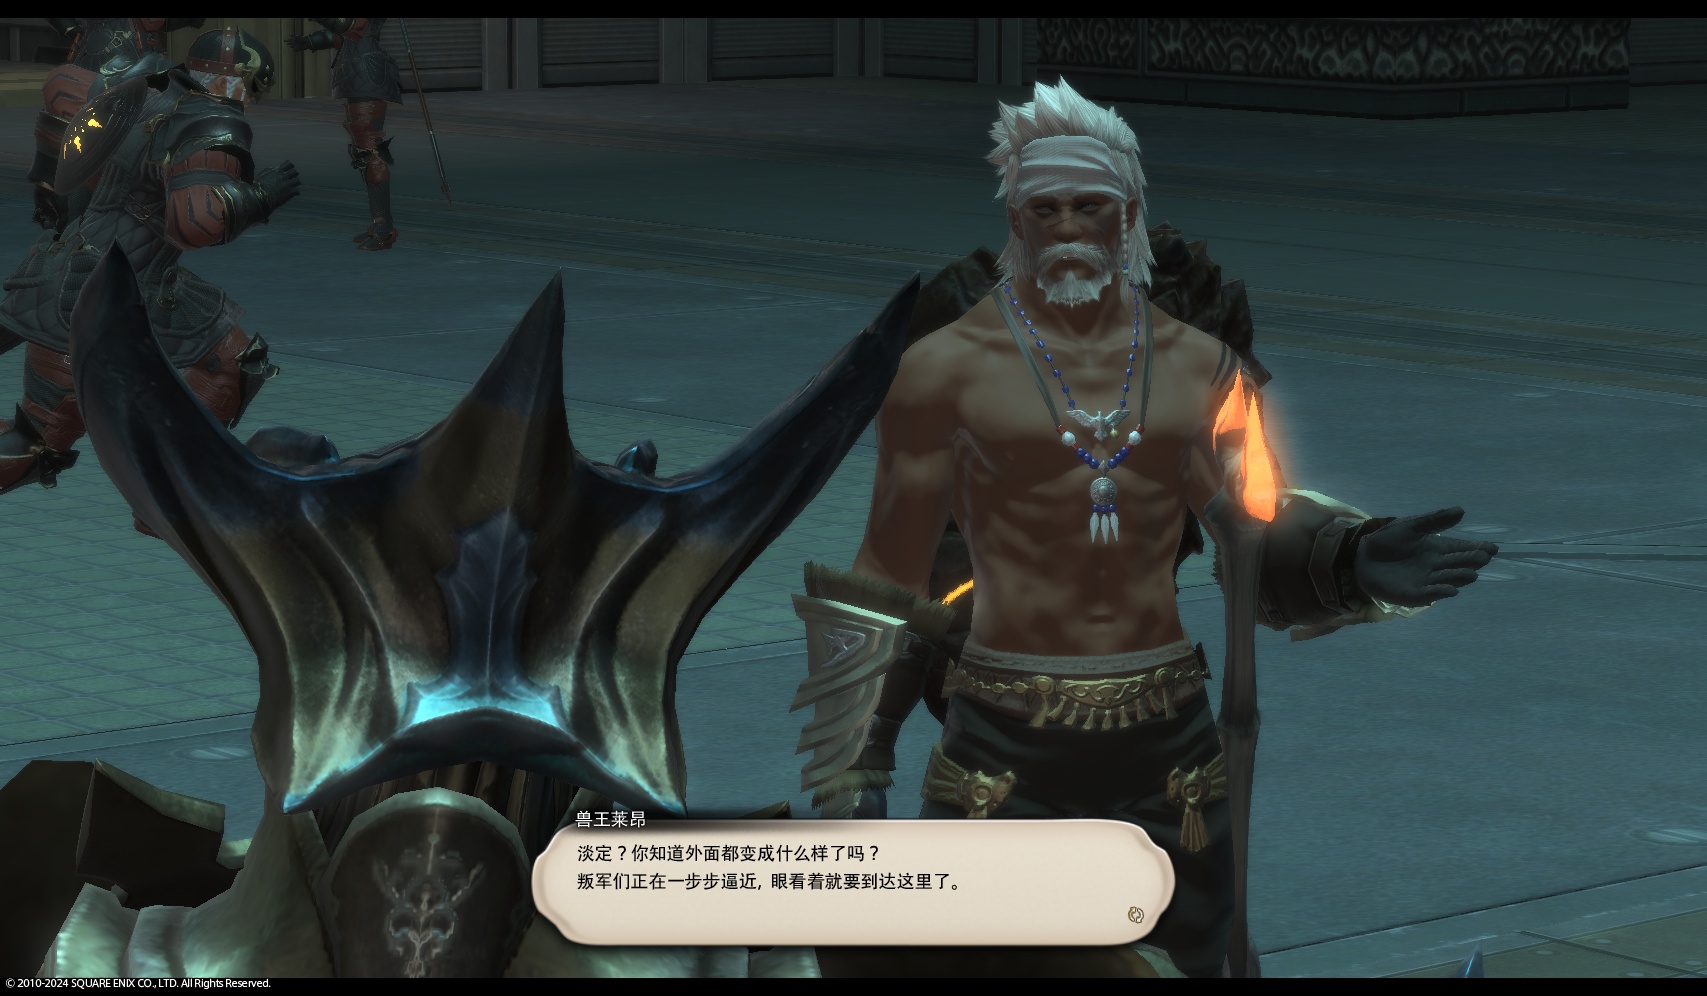 兽王莱昂
淡定？你知道外面都变成什么样了吗？
叛军们正在一步步逼近, 眼看着就要到达这里了。
© 2010-2024 SQUARE ENIX CO., LTD. All Rights Reserved.